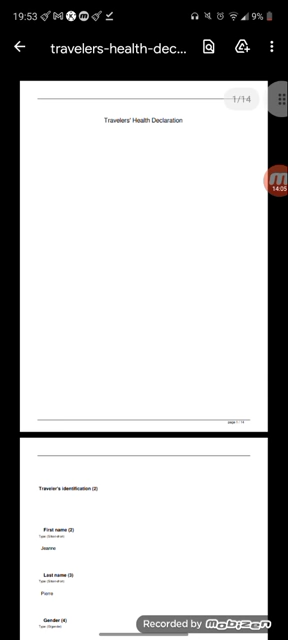 19:53
9%
travelers-health-dec...
1/14
Travelers' Health Declaration
14:05
page 1 / 14
Traveler's identification (2)
First name (2)
Jeanne
Last name (3)
Pierre
Gender (4)
Recorded by Mobizen